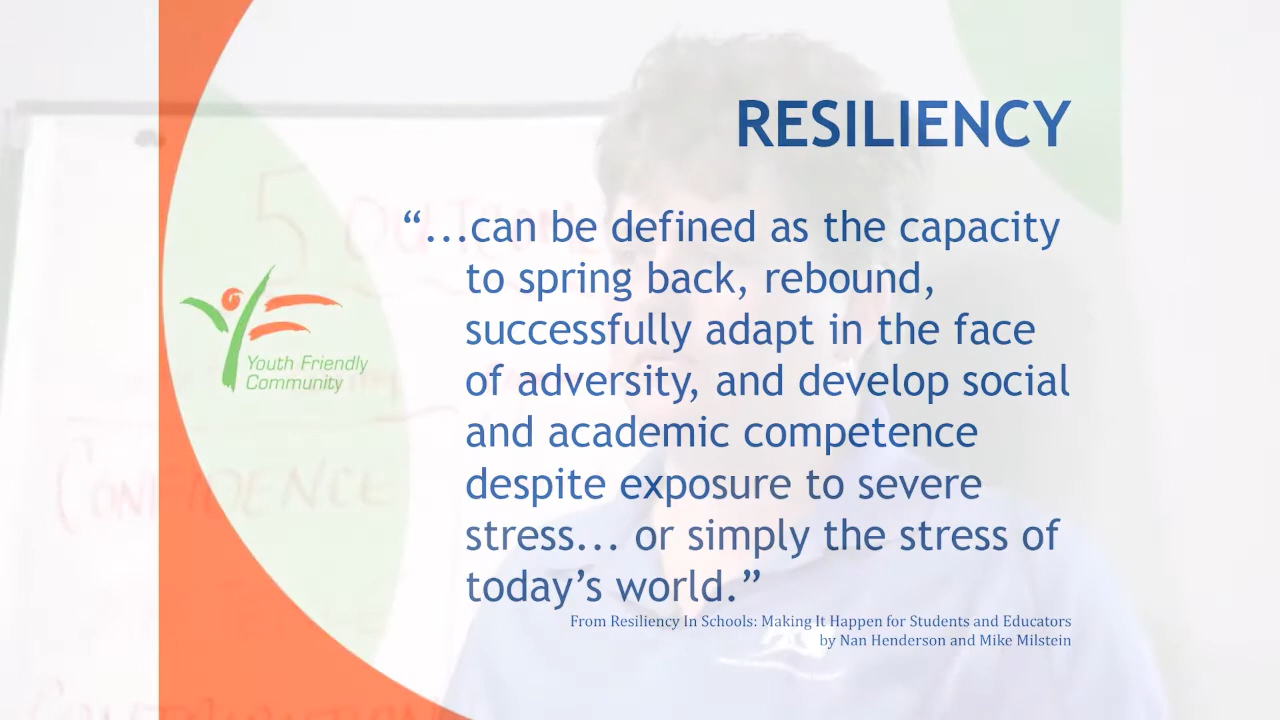 RESILIENCY
“...can be defined as the capacity
to spring back, rebound,
successfully adapt in the face
of adversity, and develop social
and academic competence
despite exposure to severe
stress... or simply the stress of
today’s world.”
From Resiliency In Schools: Making It Happen for Students and Educators
by Nan Henderson and Mike Milstein
Youth Friendly
Community
5
CONFIDENCE